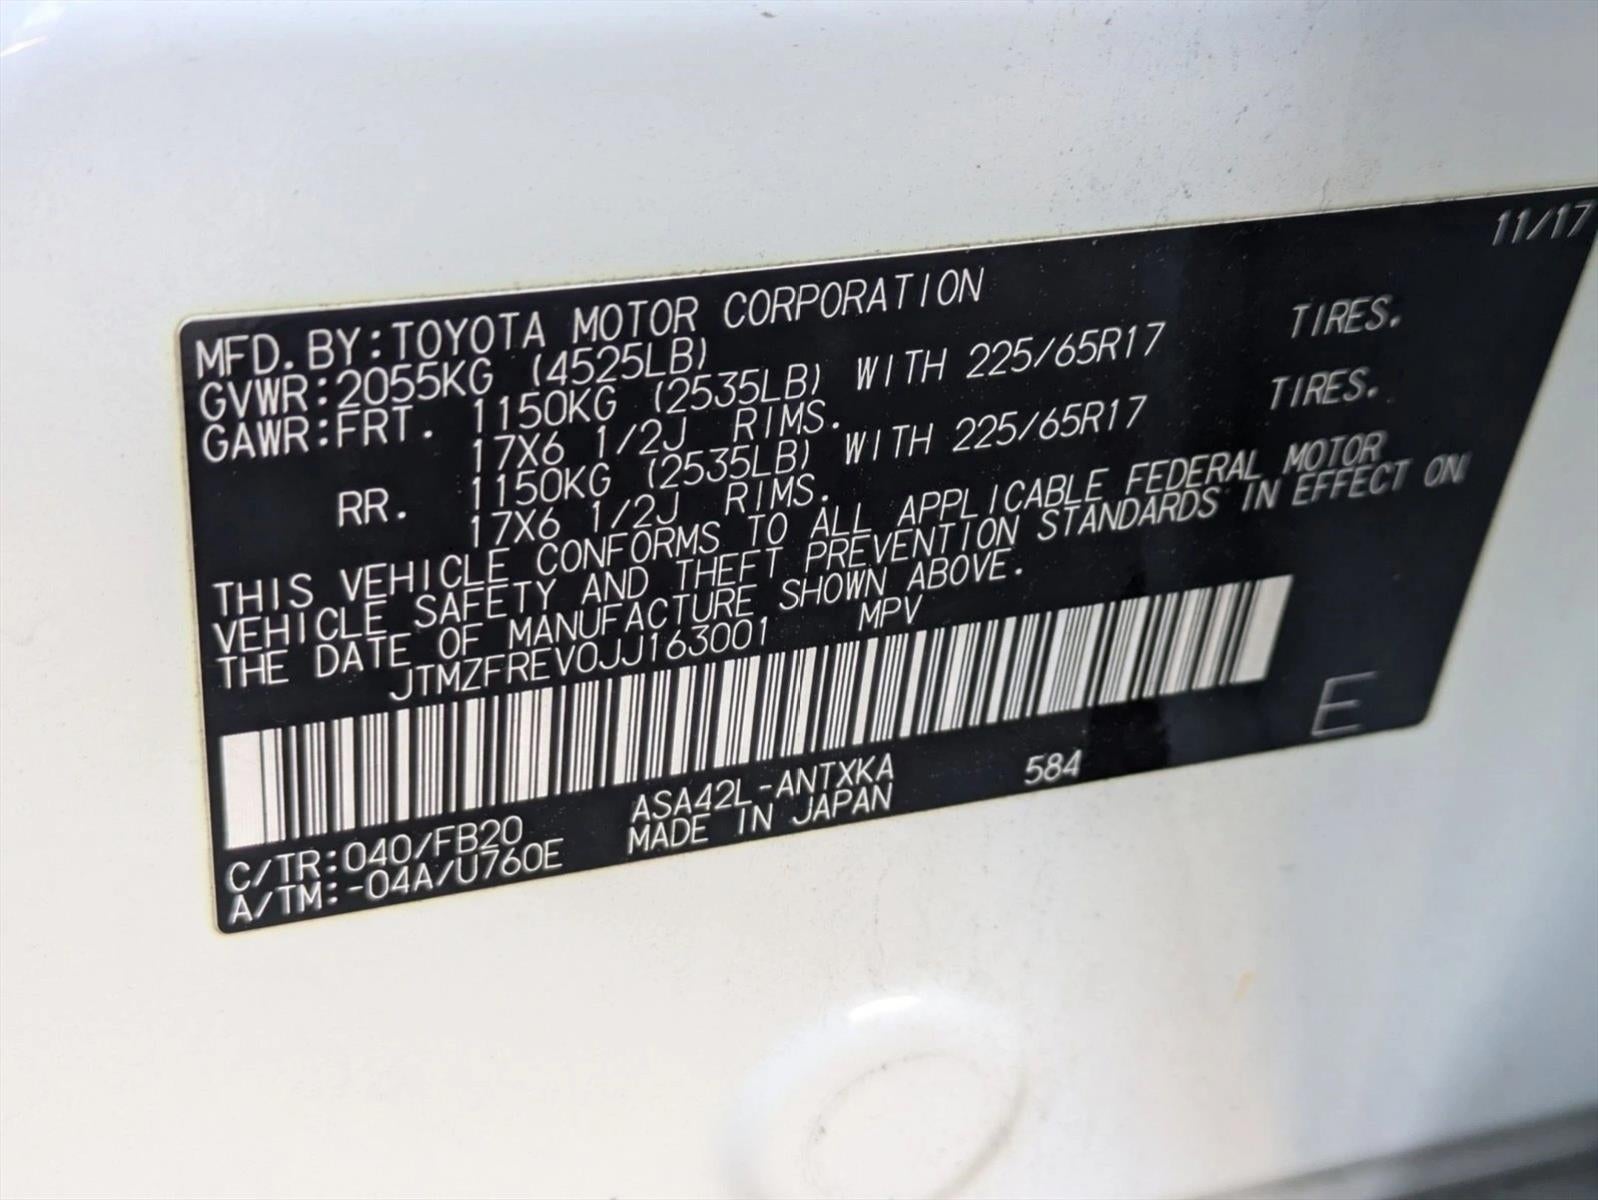 11/17
MFD.BY:TOYOTA MOTOR CORPORATION
GVWR:2055KG (4525LB)
GAWR:FRT. 1150KG (2535LB) WITH 225/65R17 TIRES.
17X6 1/2J RIMS.
RR. 1150KG (2535LB) WITH 225/65R17 TIRES.
17X6 1/2J RIMS.
THIS VEHICLE CONFORMS TO ALL APPLICABLE FEDERAL MOTOR
VEHICLE SAFETY AND THEFT PREVENTION STANDARDS IN EFFECT ON
THE DATE OF MANUFACTURE SHOWN ABOVE.
JTMZFREV0JJ163001 MPV
E
C/TR:040/FB20 ASA42L-ANTXKA 584
A/TM:-04A/U760E MADE IN JAPAN